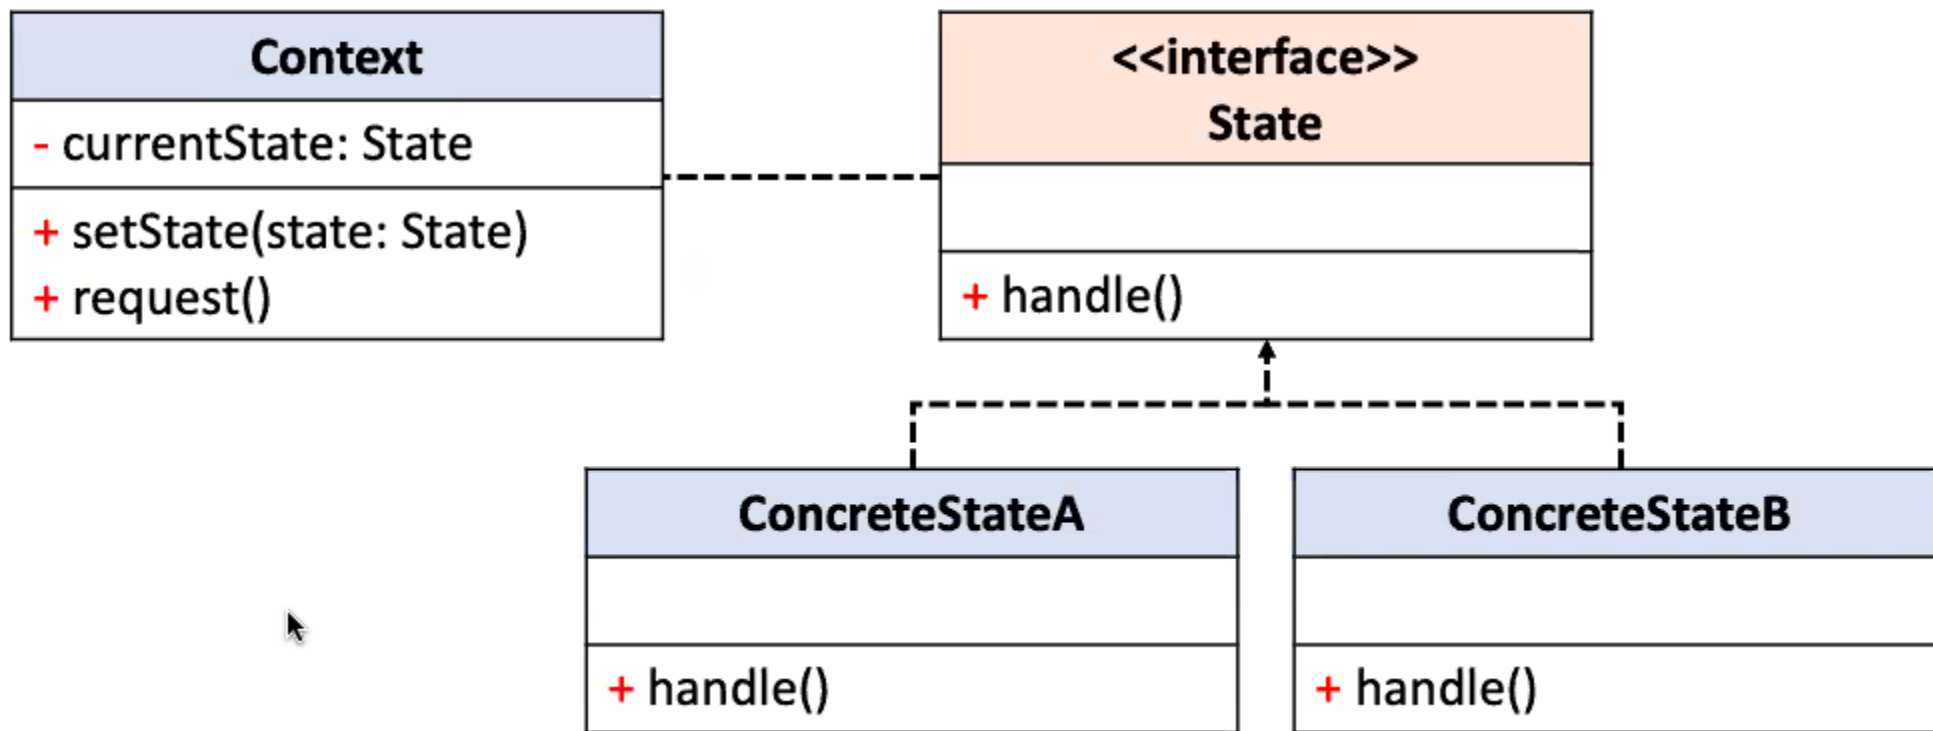 Context
- currentState: State
+ setState(state: State)
+ request()
<<interface>>
State
+ handle()
ConcreteStateA
+ handle()
ConcreteStateB
+ handle()